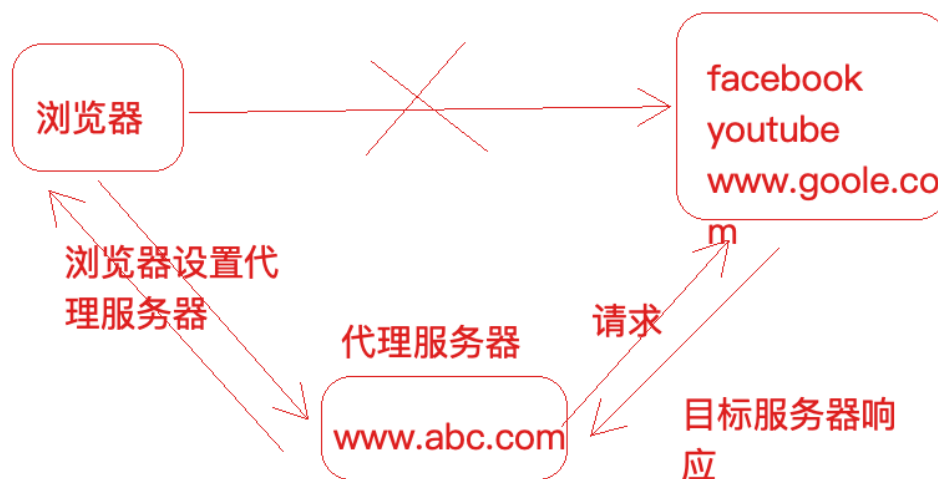 浏览器
facebook
youtube
www.goole.co
m
浏览器设置代
理服务器
请求
代理服务器
www.abc.com
目标服务器响
应